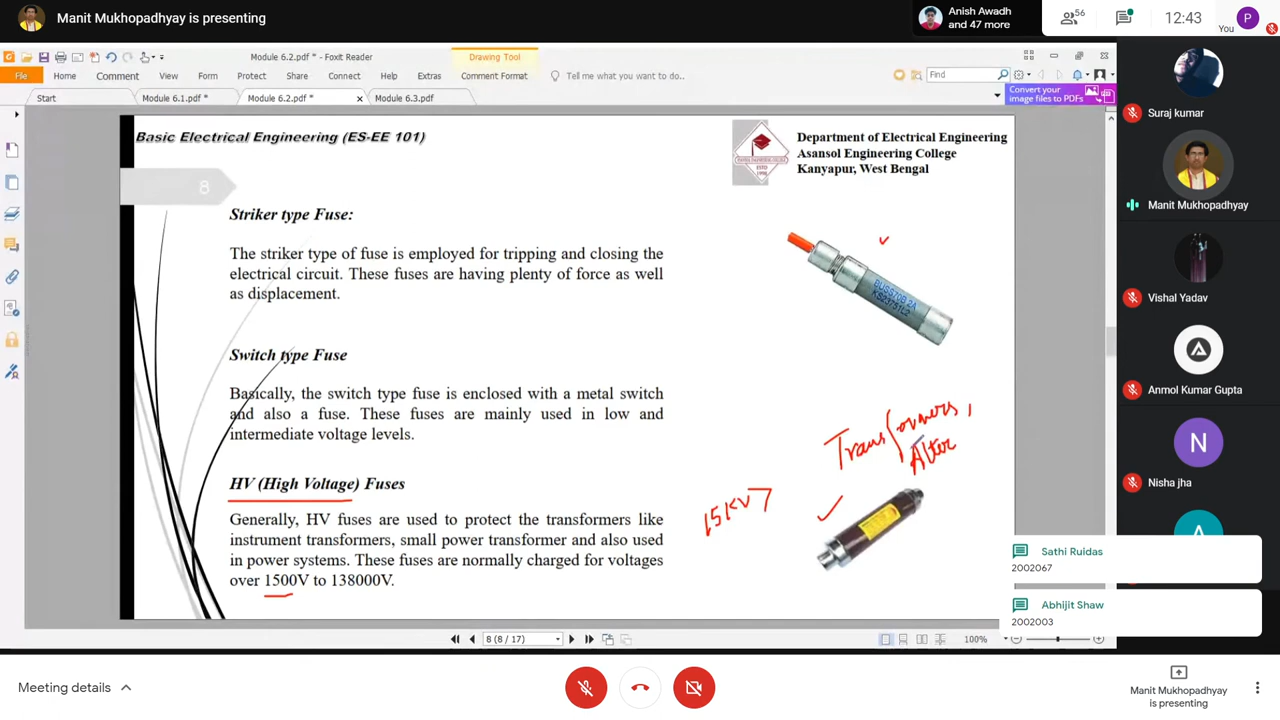 Manit Mukhopadhyay is presenting
Anish Awadh
and 47 more
56
12:43
You
P
Module 6.2.pdf * - Foxit Reader
Drawing Tool
File
Home
Comment
View
Form
Protect
Share
Connect
Help
Extras
Comment Format
Tell me what you want to do..
Find
Start
Module 6.1.pdf *
Module 6.2.pdf *
Module 6.3.pdf
Convert your
image files to PDFs
Basic Electrical Engineering (ES-EE 101)
Department of Electrical Engineering
Asansol Engineering College
Kanyapur, West Bengal
8
Striker type Fuse:
The striker type of fuse is employed for tripping and closing the
electrical circuit. These fuses are having plenty of force as well
as displacement.
BUSS70B 2A
KS23751L2
Switch type Fuse
Basically, the switch type fuse is enclosed with a metal switch
and also a fuse. These fuses are mainly used in low and
intermediate voltage levels.
Transformers,
Alter
HV (High Voltage) Fuses
15KV
Generally, HV fuses are used to protect the transformers like
instrument transformers, small power transformer and also used
in power systems. These fuses are normally charged for voltages
over 1500V to 138000V.
8 (8 / 17)
100%
Suraj kumar
Manit Mukhopadhyay
Vishal Yadav
Anmol Kumar Gupta
N
Nisha jha
Sathi Ruidas
2002067
Abhijit Shaw
2002003
Meeting details
Manit Mukhopadhyay
is presenting